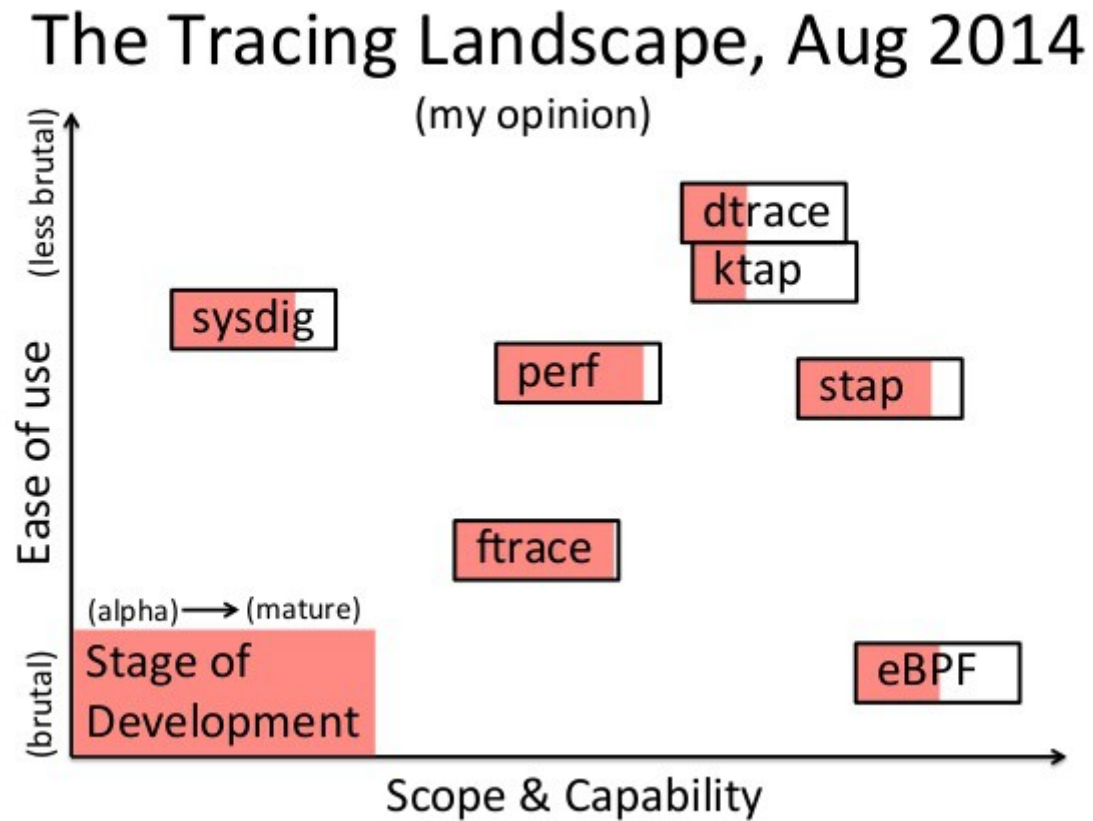 The Tracing Landscape, Aug 2014
(my opinion)
(less brutal)
Ease of use
(brutal)
dtrace
ktap
sysdig
perf
stap
ftrace
(alpha) → (mature)
Stage of
Development
eBPF
Scope & Capability